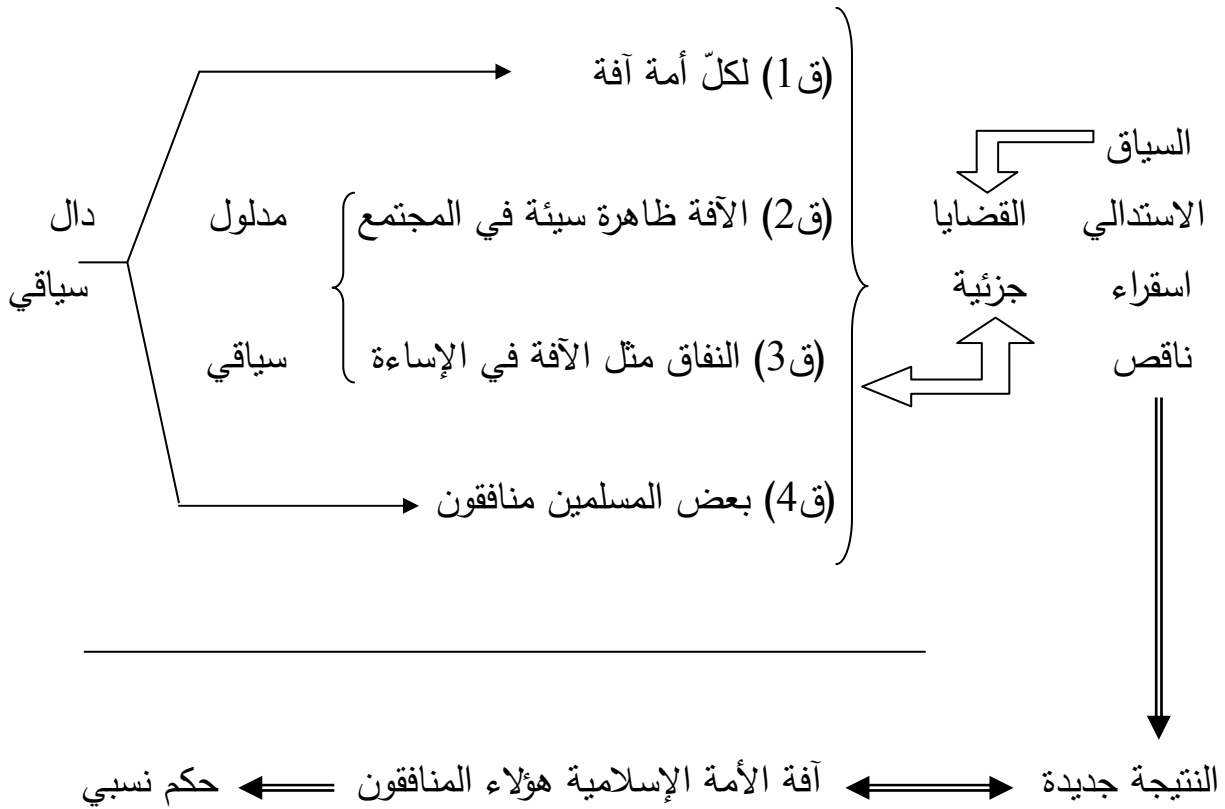 (ق1) لكلّ أمة آفة
السياق
الاستدالي القضايا (ق2) الآفة ظاهرة سيئة في المجتمع مدلول دال
اسقراء جزئية سياقي
ناقص (ق3) النفاق مثل الآفة في الإساءة سياقي
(ق4) بعض المسلمين منافقون
النتيجة جديدة آفة الأمة الإسلامية هؤلاء المنافقون حكم نسبي